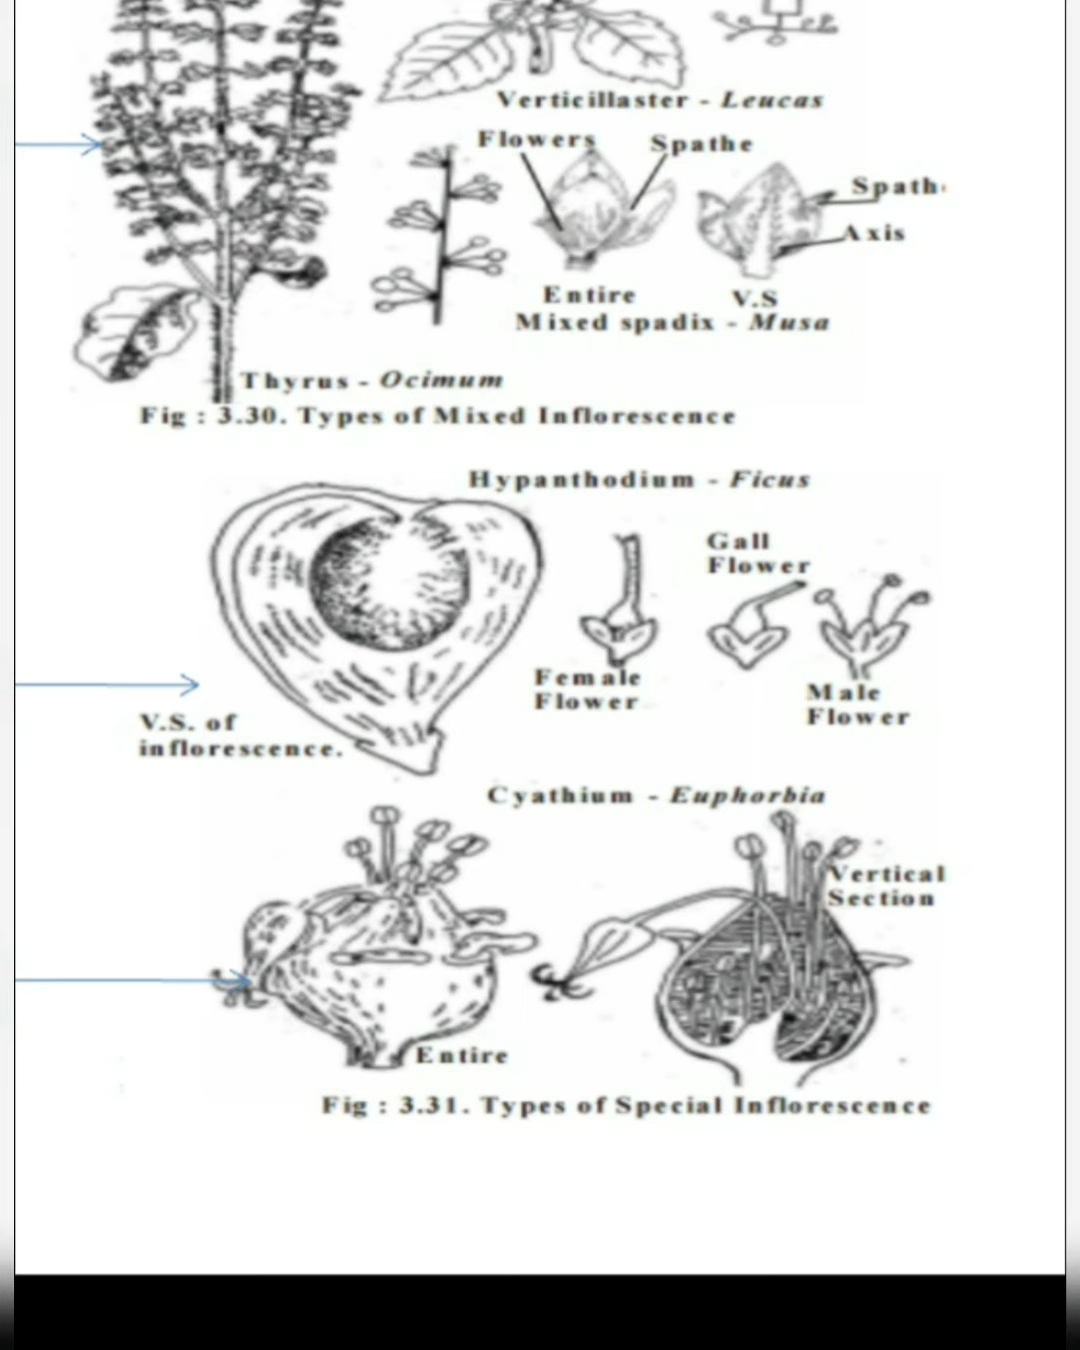 Verticillaster - Leucas
Flowers
Spathe
Spath
Axis
Entire
V.S
Mixed spadix - Musa
Thyrus - Ocimum
Fig : 3.30. Types of Mixed Inflorescence
Hypanthodium - Ficus
Gall
Flower
Female
Flower
Male
Flower
V.S. of
inflorescence.
Cyathium - Euphorbia
Vertical
Section
Entire
Fig : 3.31. Types of Special Inflorescence